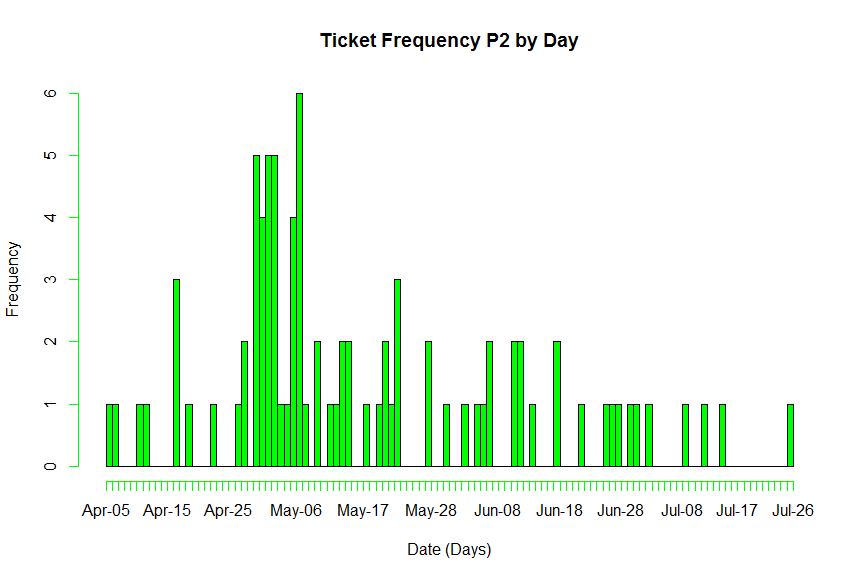 Ticket Frequency P2 by Day
6
5
4
3
2
1
0
Frequency
Apr-05 Apr-15 Apr-25 May-06 May-17 May-28 Jun-08 Jun-18 Jun-28 Jul-08 Jul-17 Jul-26
Date (Days)